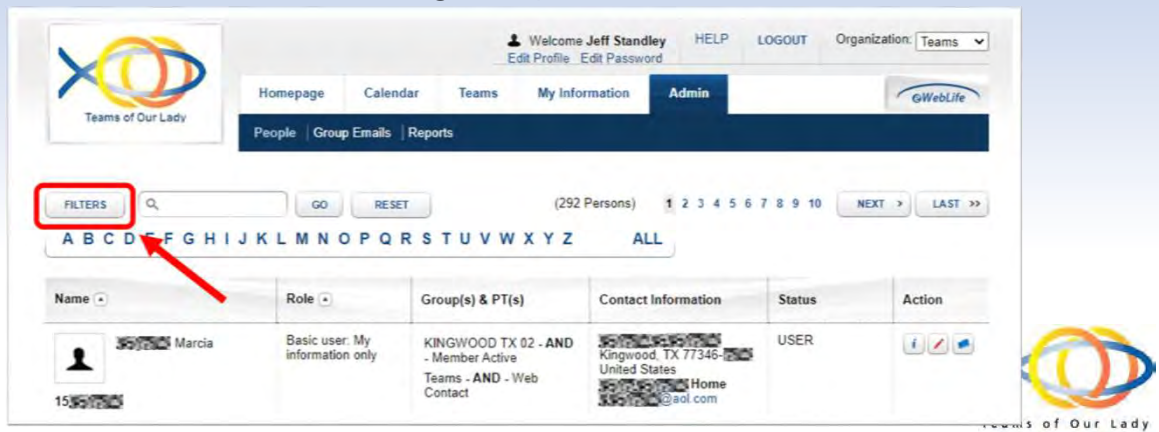 Welcome Jeff Standley HELP LOGOUT Organization: Teams
Edit Profile Edit Password
Teams of Our Lady
Homepage Calendar Teams My Information Admin GWebLife
People | Group Emails | Reports
FILTERS GO RESET (292 Persons) 1 2 3 4 5 6 7 8 9 10 NEXT > LAST >>
A B C D E F G H I J K L M N O P Q R S T U V W X Y Z ALL
Name Role Group(s) & PT(s) Contact Information Status Action
Marcia
15
Basic user: My
information only
KINGWOOD TX 02 - AND
- Member Active
Teams - AND - Web
Contact
Kingwood, TX 77346-
United States
Home
@aol.com
USER
i
Teams of Our Lady